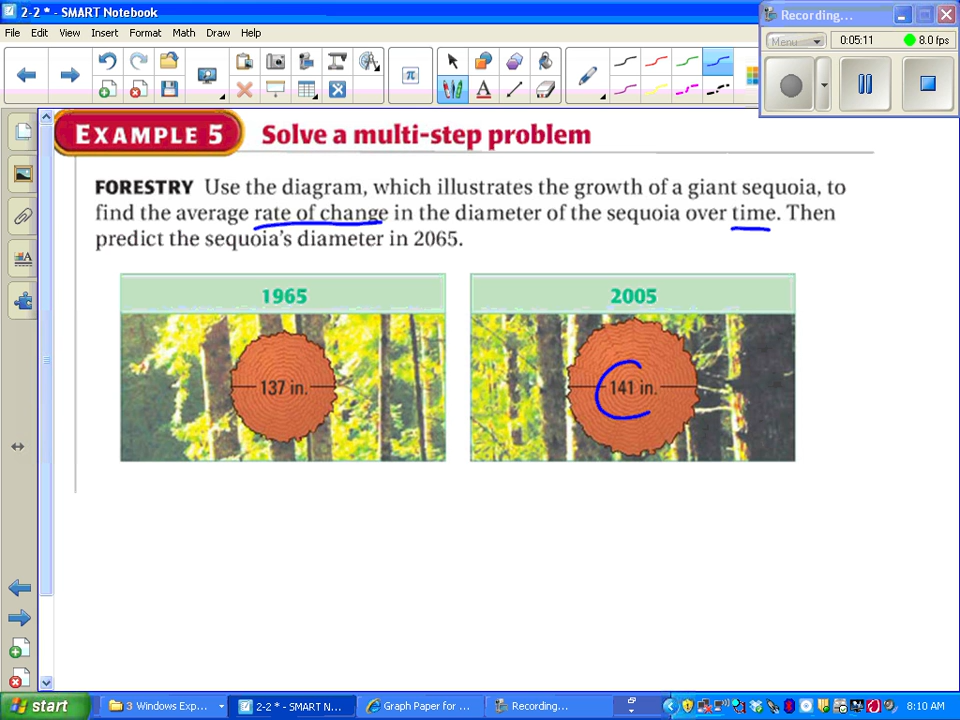 2-2 * - SMART Notebook
Recording...
File Edit View Insert Format Math Draw Help
Menu
0:05:11
8.0 fps
π
A
EXAMPLE 5 Solve a multi-step problem
FORESTRY Use the diagram, which illustrates the growth of a giant sequoia, to
find the average rate of change in the diameter of the sequoia over time. Then
predict the sequoia's diameter in 2065.
1965
2005
137 in.
141 in.
start
3 Windows Exp...
2-2 * - SMART N...
Graph Paper for ...
Recording...
8:10 AM